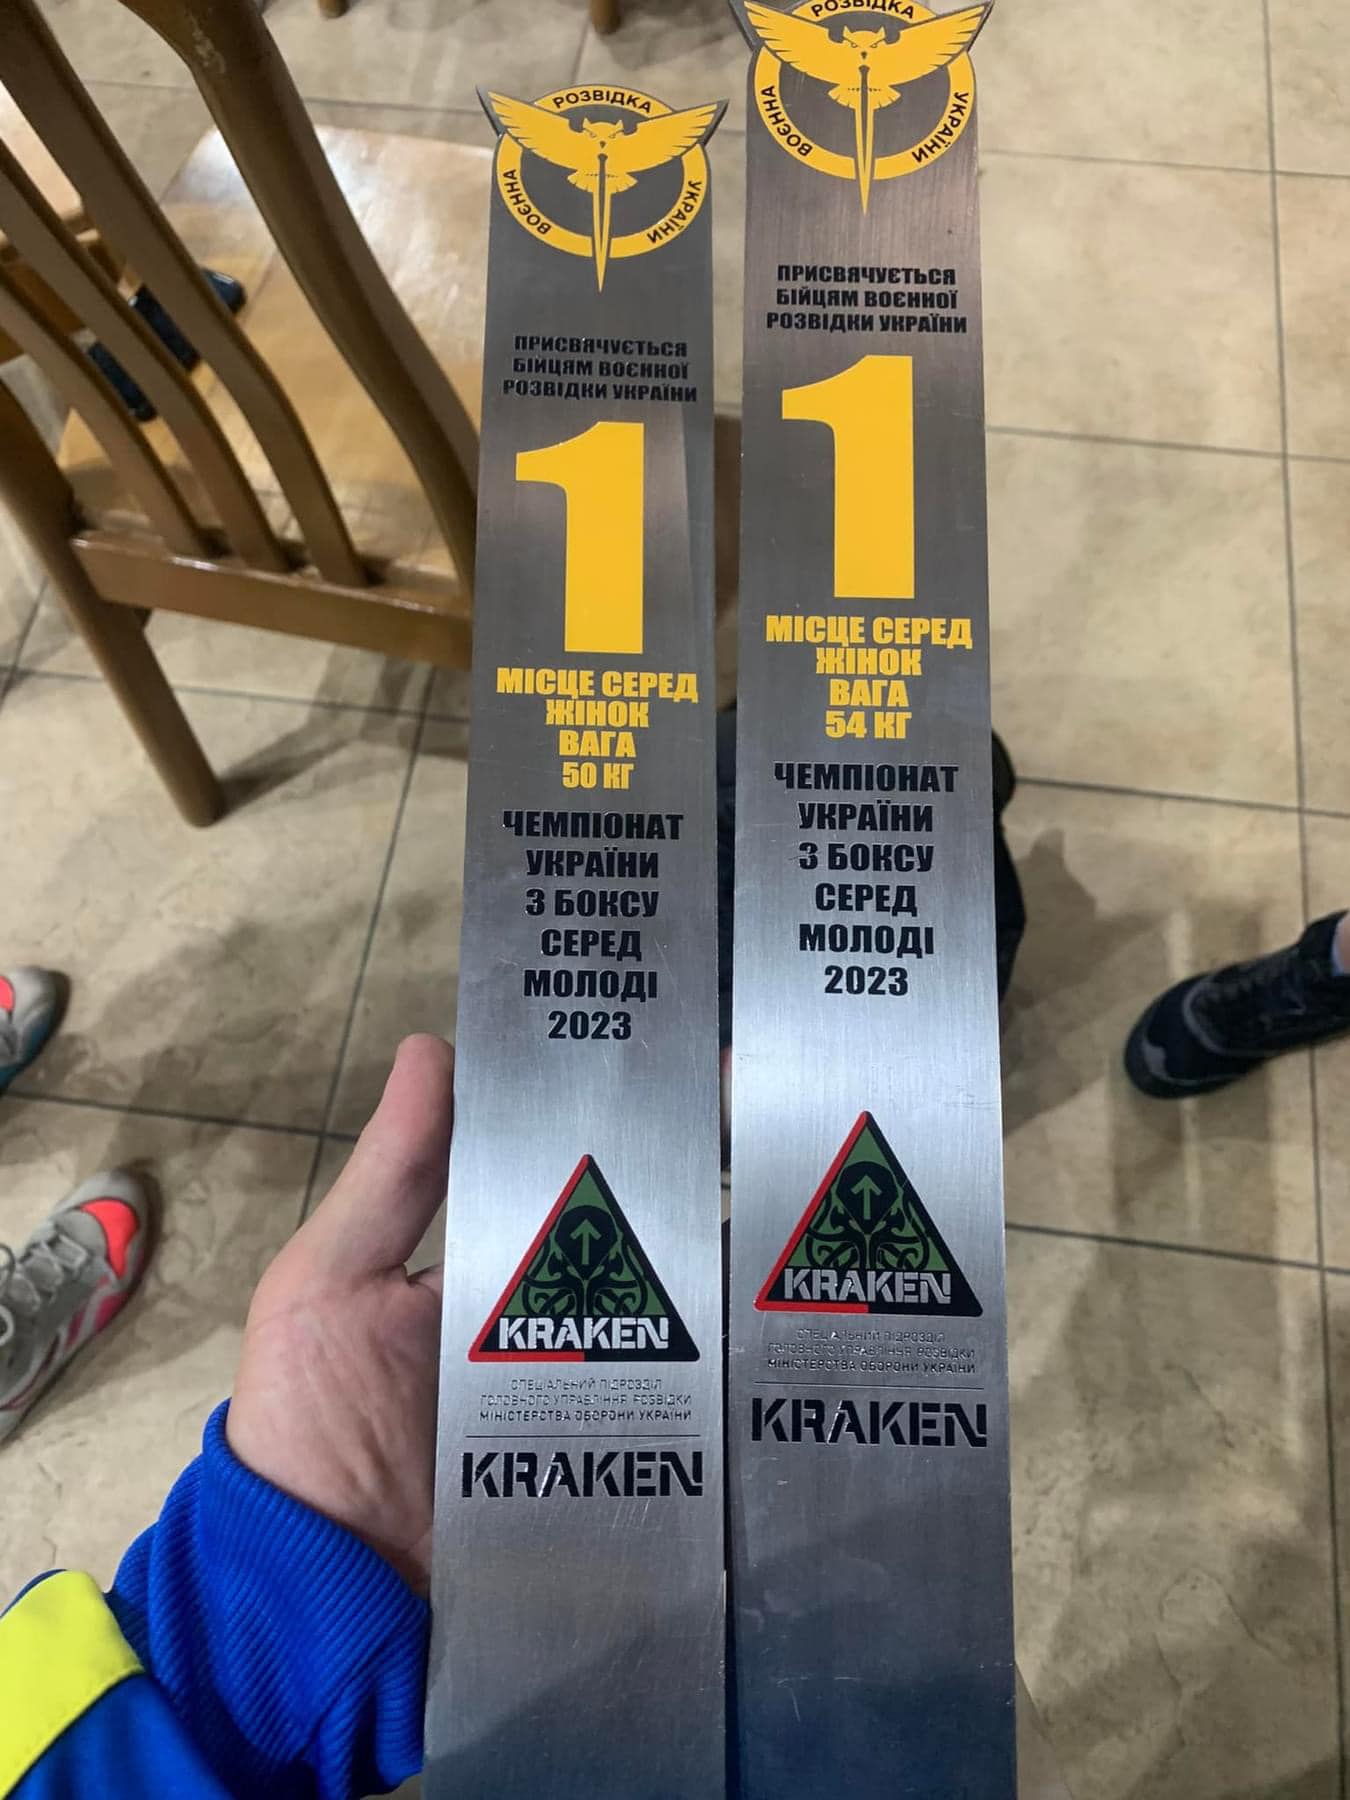 ВОЄННА РОЗВІДКА УКРАЇНИ
ПРИСВЯЧУЄТЬСЯ
БІЙЦЯМ ВОЄННОЇ
РОЗВІДКИ УКРАЇНИ
1
МІСЦЕ СЕРЕД
ЖІНОК
ВАГА
50 КГ
ЧЕМПІОНАТ
УКРАЇНИ
З БОКСУ
СЕРЕД
МОЛОДІ
2023
KRAKEN
СПЕЦІАЛЬНИЙ ПІДРОЗДІЛ
ГОЛОВНОГО УПРАВЛІННЯ РОЗВІДКИ
МІНІСТЕРСТВА ОБОРОНИ УКРАЇНИ
KRAKEN
ВОЄННА РОЗВІДКА УКРАЇНИ
ПРИСВЯЧУЄТЬСЯ
БІЙЦЯМ ВОЄННОЇ
РОЗВІДКИ УКРАЇНИ
1
МІСЦЕ СЕРЕД
ЖІНОК
ВАГА
54 КГ
ЧЕМПІОНАТ
УКРАЇНИ
З БОКСУ
СЕРЕД
МОЛОДІ
2023
KRAKEN
СПЕЦІАЛЬНИЙ ПІДРОЗДІЛ
ГОЛОВНОГО УПРАВЛІННЯ РОЗВІДКИ
МІНІСТЕРСТВА ОБОРОНИ УКРАЇНИ
KRAKEN